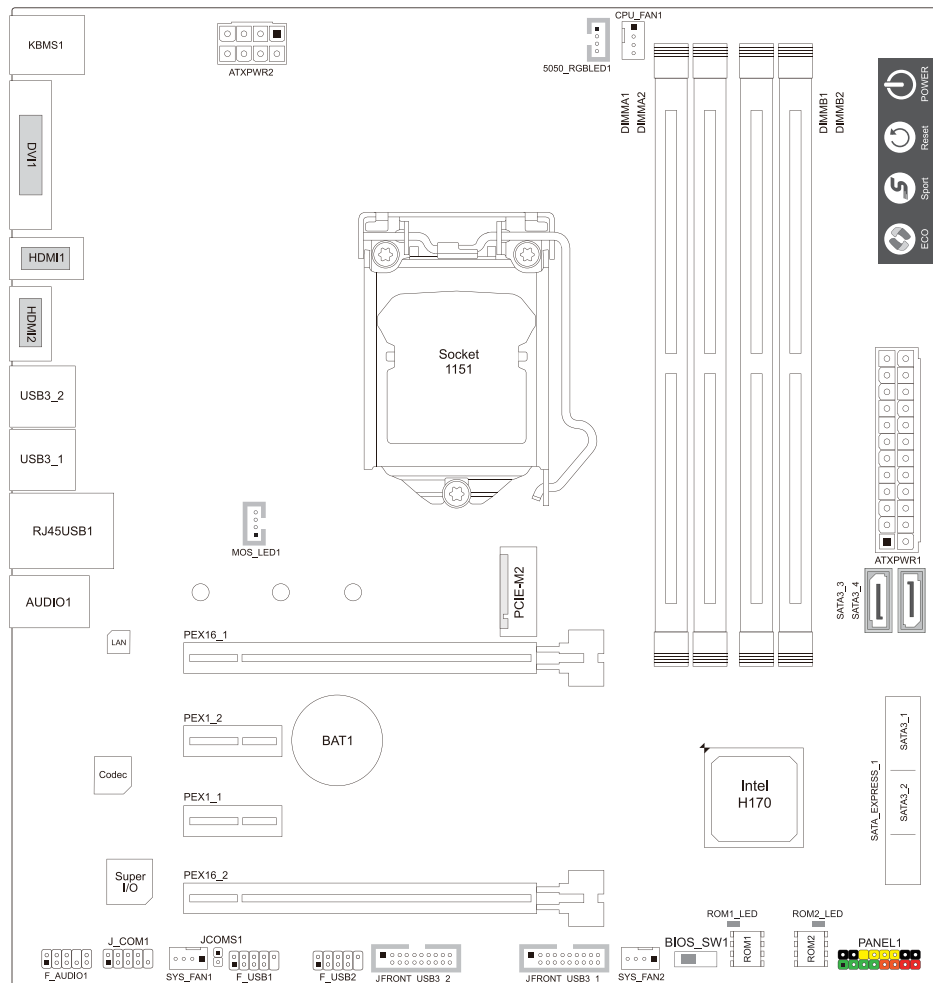 CPU_FAN1
KBMS1
ATXPWR2
5050_RGBLED1
DIMMA1
DIMMA2
DIMMB1
DIMMB2
POWER
Reset
Sport
ECO
DVI1
HDMI1
HDMI2
Socket
1151
USB3_2
USB3_1
RJ45USB1
MOS_LED1
ATXPWR1
AUDIO1
PCIE-M2
SATA3_3
SATA3_4
LAN
PEX16_1
PEX1_2
BAT1
SATA3_1
Codec
Intel
H170
SATA_EXPRESS_1
SATA3_2
PEX1_1
Super
I/O
PEX16_2
ROM1_LED
ROM2_LED
J_COM1
JCOMS1
BIOS_SW1
ROM1
ROM2
PANEL1
F_AUDIO1
SYS_FAN1
F_USB1
F_USB2
JFRONT_USB3_2
JFRONT_USB3_1
SYS_FAN2